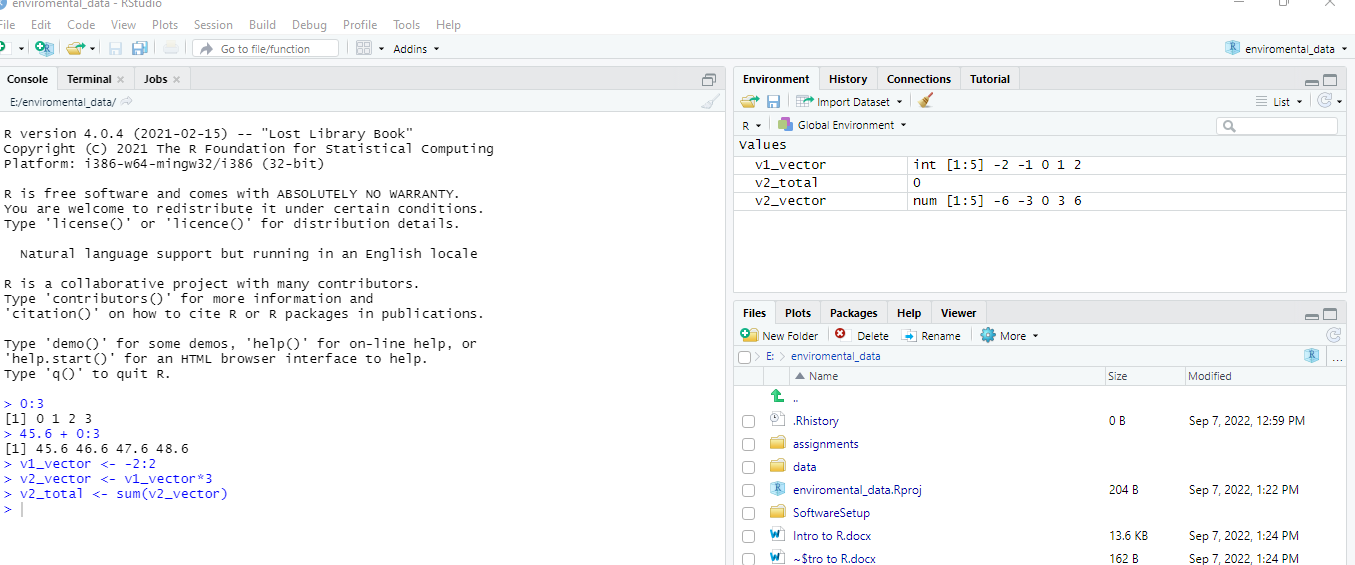 enviromental_data - RStudio
File Edit Code View Plots Session Build Debug Profile Tools Help
Go to file/function Addins enviromental_data
Console Terminal Jobs
E:/enviromental_data/
R version 4.0.4 (2021-02-15) -- "Lost Library Book"
Copyright (C) 2021 The R Foundation for Statistical Computing
Platform: i386-w64-mingw32/i386 (32-bit)
R is free software and comes with ABSOLUTELY NO WARRANTY.
You are welcome to redistribute it under certain conditions.
Type 'license()' or 'licence()' for distribution details.
Natural language support but running in an English locale
R is a collaborative project with many contributors.
Type 'contributors()' for more information and
'citation()' on how to cite R or R packages in publications.
Type 'demo()' for some demos, 'help()' for on-line help, or
'help.start()' for an HTML browser interface to help.
Type 'q()' to quit R.
> 0:3
[1] 0 1 2 3
> 45.6 + 0:3
[1] 45.6 46.6 47.6 48.6
> v1_vector <- -2:2
> v2_vector <- v1_vector*3
> v2_total <- sum(v2_vector)
>
Environment History Connections Tutorial
Import Dataset List
R Global Environment
Values
v1_vector int [1:5] -2 -1 0 1 2
v2_total 0
v2_vector num [1:5] -6 -3 0 3 6
Files Plots Packages Help Viewer
New Folder Delete Rename More
E: enviromental_data R ...
Name Size Modified
..
.Rhistory 0 B Sep 7, 2022, 12:59 PM
assignments
data
enviromental_data.Rproj 204 B Sep 7, 2022, 1:22 PM
SoftwareSetup
Intro to R.docx 13.6 KB Sep 7, 2022, 1:24 PM
~$tro to R.docx 162 B Sep 7, 2022, 1:24 PM